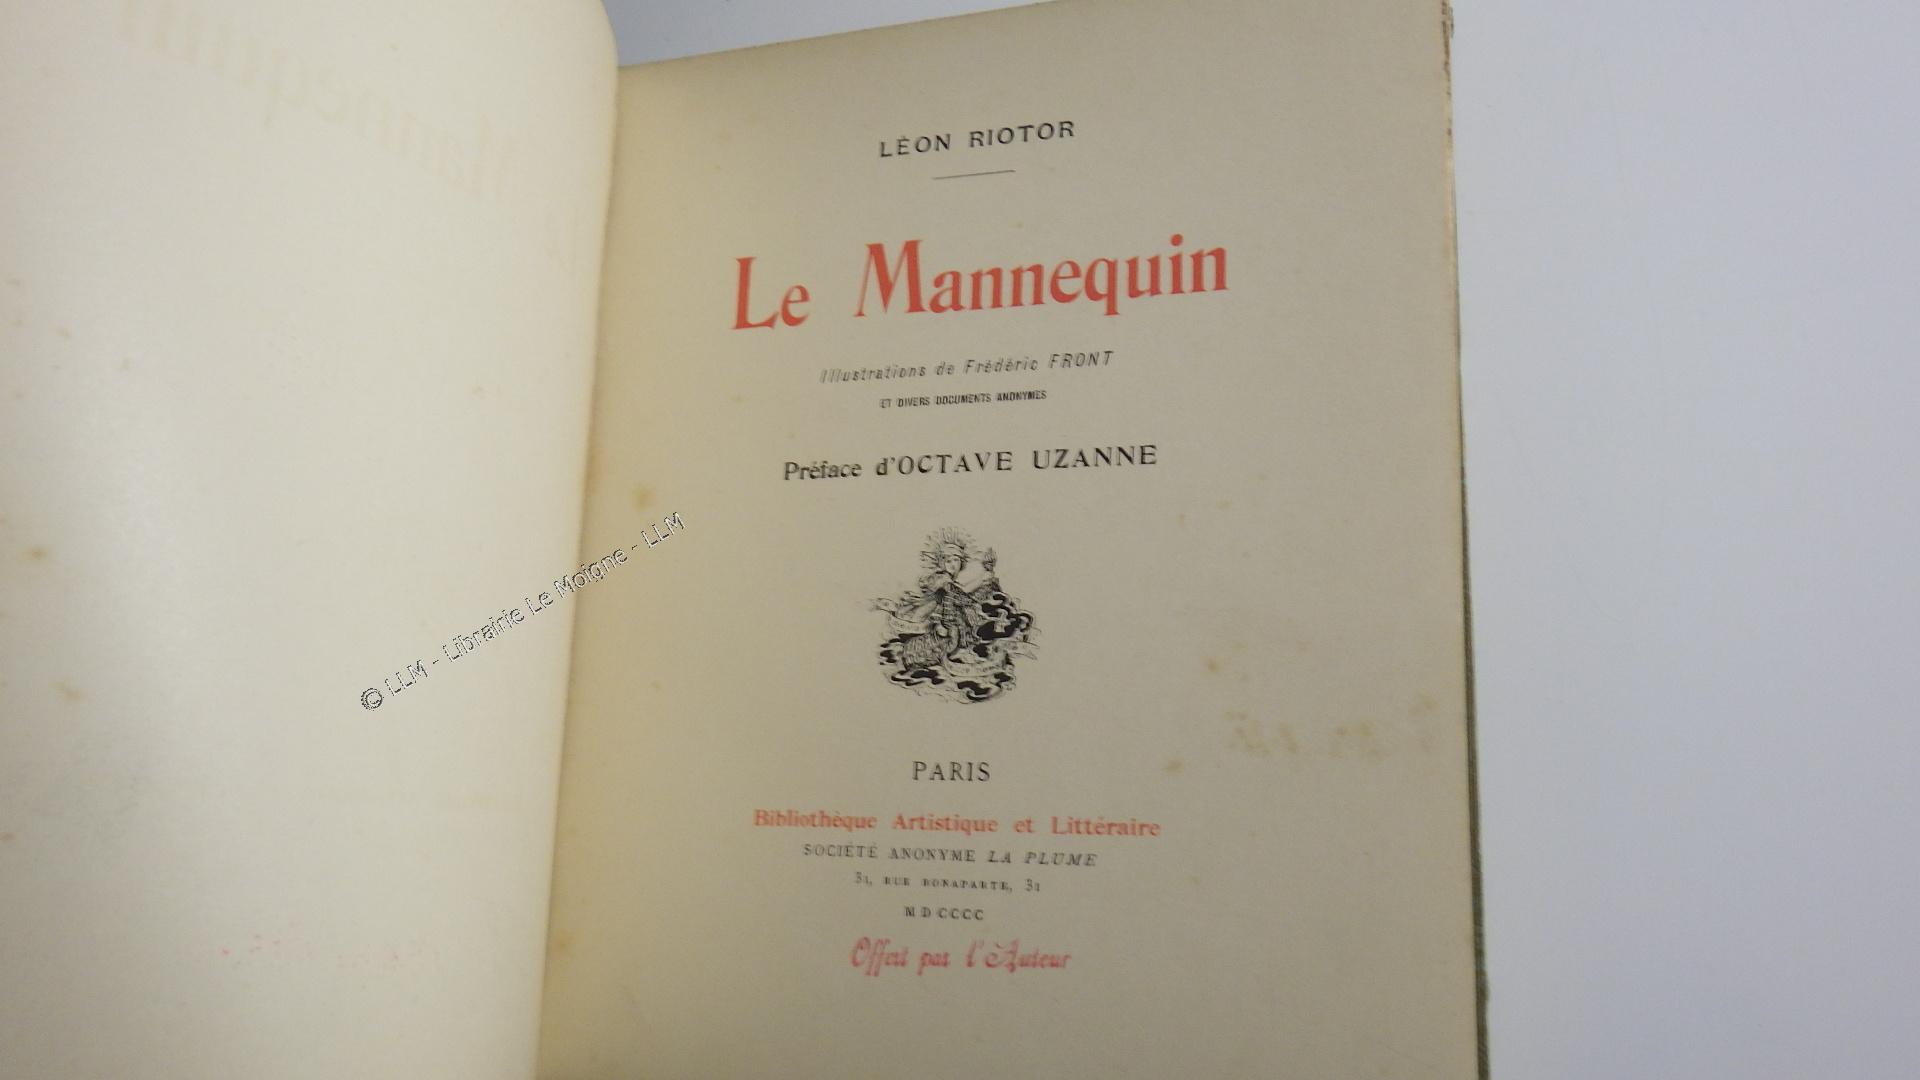 LÉON RIOTOR
Le Mannequin
Illustrations de Frédéric FRONT
ET DIVERS DOCUMENTS ANONYMES
Préface d'OCTAVE UZANNE
PARIS
Bibliothèque Artistique et Littéraire
SOCIÉTÉ ANONYME LA PLUME
31, RUE BONAPARTE, 31
MDCCCC
Offert par l'Auteur
© LLM - Librairie Le Moigne - LLM